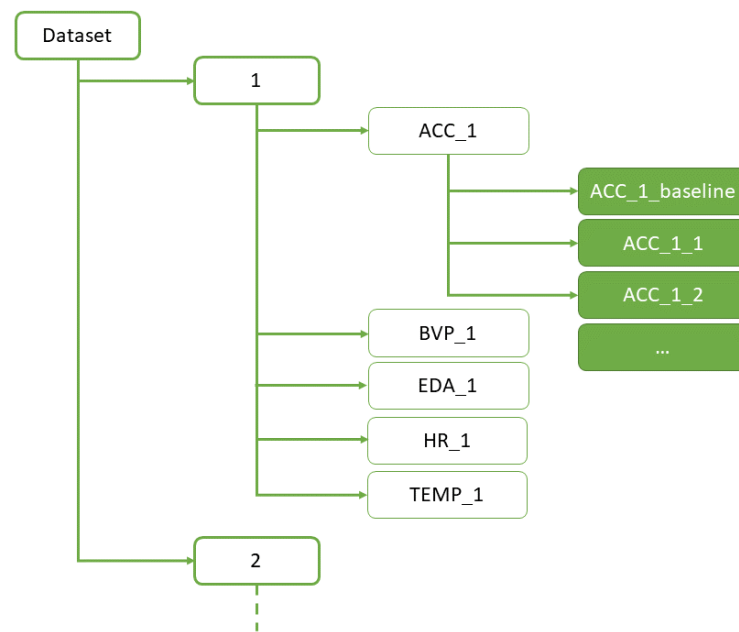 Dataset
1
ACC_1
ACC_1_baseline
ACC_1_1
ACC_1_2
...
BVP_1
EDA_1
HR_1
TEMP_1
2